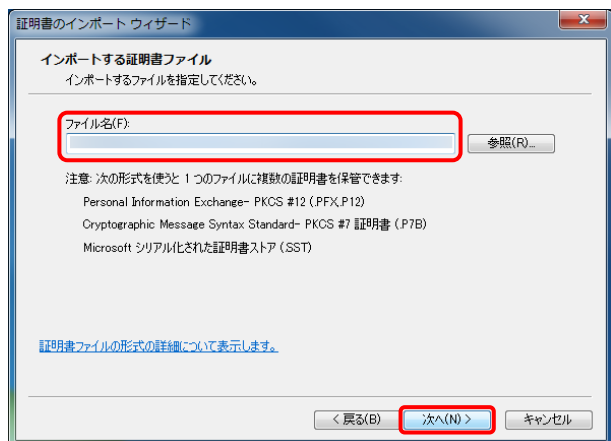 証明書のインポート ウィザード
インポートする証明書ファイル
インポートするファイルを指定してください。
ファイル名(F):
参照(R)...
注意: 次の形式を使うと 1 つのファイルに複数の証明書を保管できます:
Personal Information Exchange- PKCS #12 (.PFX,.P12)
Cryptographic Message Syntax Standard- PKCS #7 証明書 (.P7B)
Microsoft シリアル化された証明書ストア (.SST)
証明書ファイルの形式の詳細について表示します。
< 戻る(B)
次へ(N) >
キャンセル